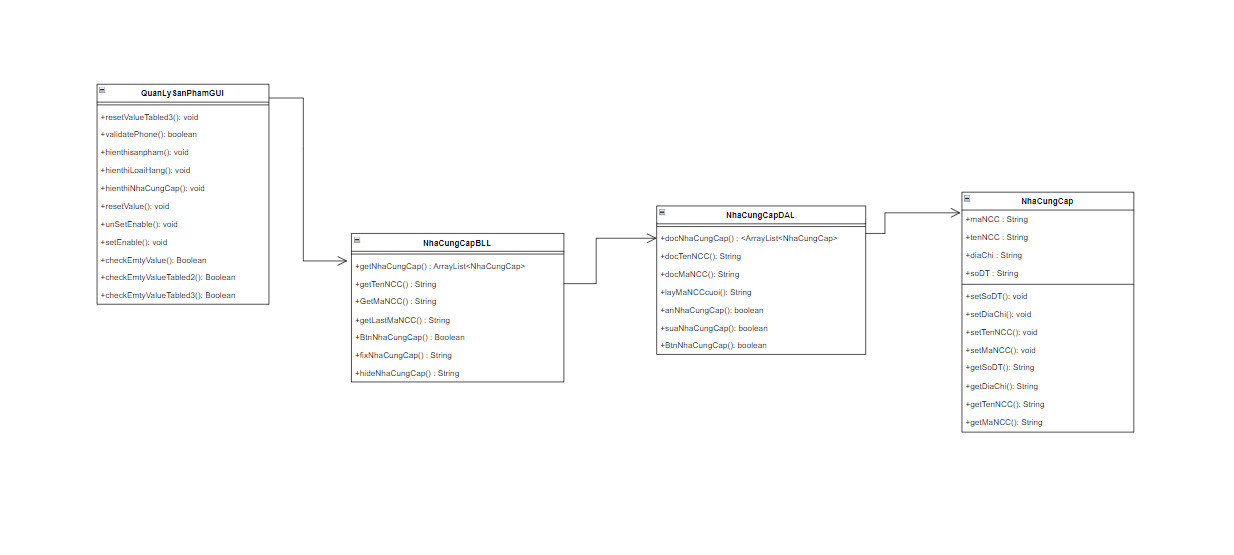 QuanLySanPhamGUI
+resetValueTabled3(): void
+validatePhone(): boolean
+hienthisanpham(): void
+hienthiLoaiHang(): void
+hienthiNhaCungCap(): void
+resetValue(): void
+unSetEnable(): void
+setEnable(): void
+checkEmtyValue(): Boolean
+checkEmtyValueTabled2(): Boolean
+checkEmtyValueTabled3(): Boolean
NhaCungCapBLL
+getNhaCungCap() : ArrayList<NhaCungCap>
+getTenNCC() : String
+GetMaNCC() : String
+getLastMaNCC() : String
+BtnNhaCungCap() : Boolean
+fixNhaCungCap() : String
+hideNhaCungCap() : String
NhaCungCapDAL
+docNhaCungCap() : <ArrayList<NhaCungCap>
+docTenNCC(): String
+docMaNCC(): String
+layMaNCCcuoi(): String
+anNhaCungCap(): boolean
+suaNhaCungCap(): boolean
+BtnNhaCungCap(): boolean
NhaCungCap
+maNCC : String
+tenNCC : String
+diaChi : String
+soDT : String
+setSoDT(): void
+setDiaChi(): void
+setTenNCC(): void
+setMaNCC(): void
+getSoDT(): String
+getDiaChi(): String
+getTenNCC(): String
+getMaNCC(): String